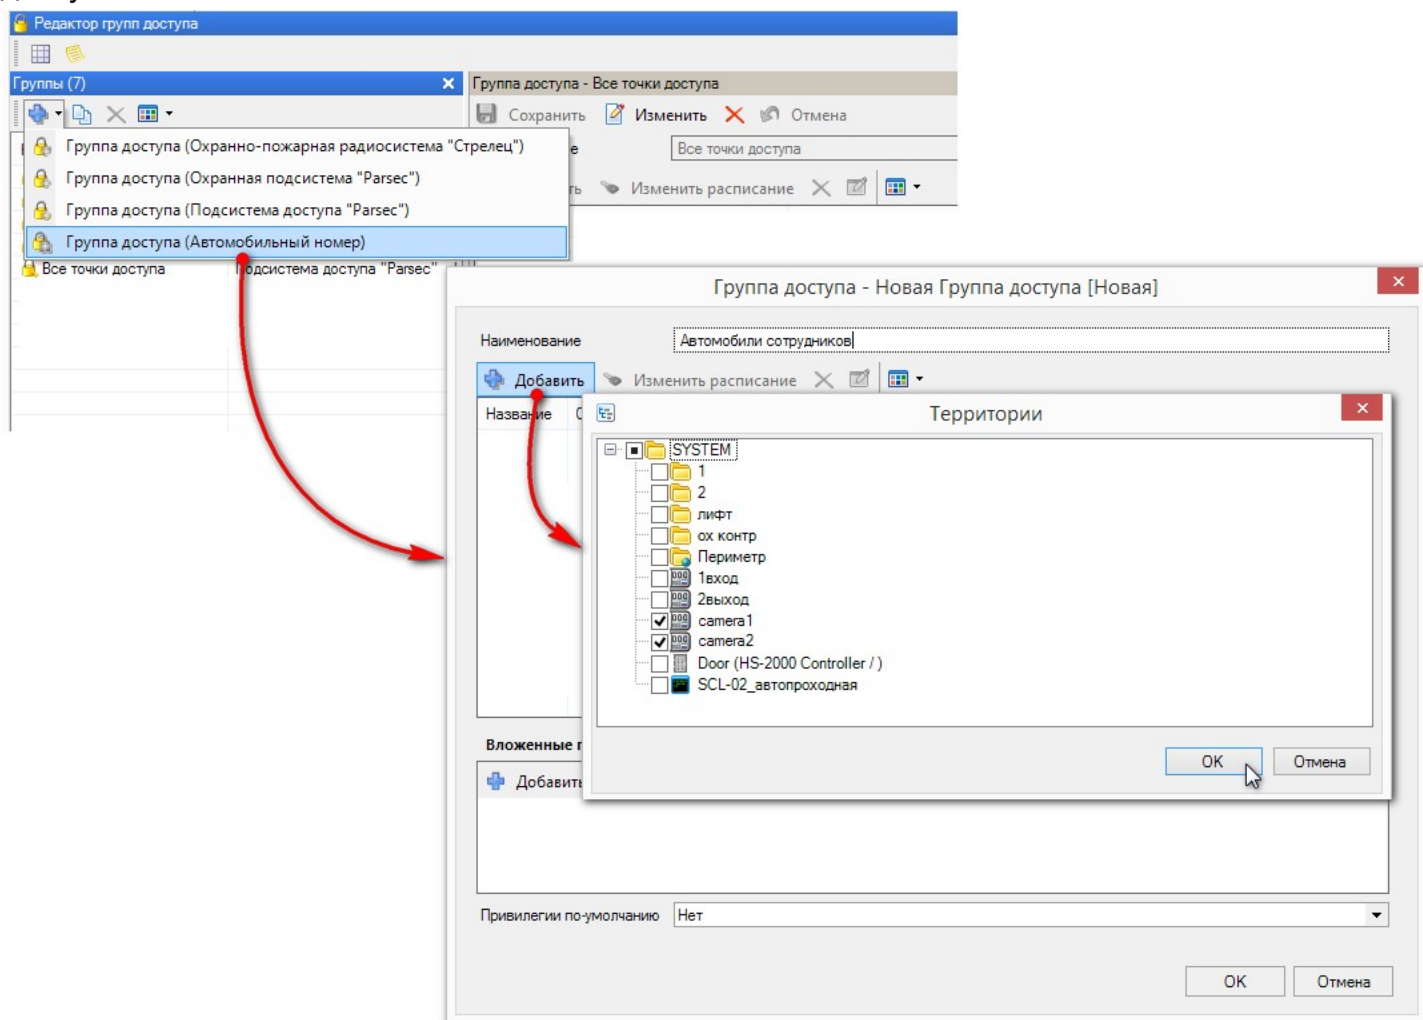 Редактор групп доступа
Группы (7)
Группа доступа - Все точки доступа
Сохранить Изменить Отмена
Группа доступа (Охранно-пожарная радиосистема "Стрелец")
Все точки доступа
Группа доступа (Охранная подсистема "Parsec")
Изменить расписание
Группа доступа (Подсистема доступа "Parsec")
Группа доступа (Автомобильный номер)
Все точки доступа Подсистема доступа "Parsec"
Группа доступа - Новая Группа доступа [Новая]
Наименование Автомобили сотрудников
Добавить Изменить расписание
Название
Территории
SYSTEM
1
2
лифт
ох контр
Периметр
1вход
2выход
camera1
camera2
Door (HS-2000 Controller / )
SCL-02_автопроходная
OK Отмена
Вложенные
Добавить
Привилегии по-умолчанию Нет
OK Отмена